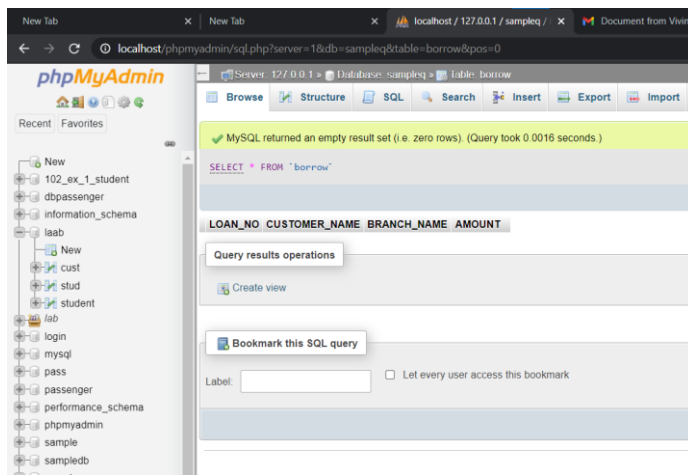 New Tab
New Tab
localhost / 127.0.0.1 / sampleq /
Document from Vivin
localhost/phpmyadmin/sql.php?server=1&db=sampleq&table=borrow&pos=0
phpMyAdmin
Recent Favorites
New
102_ex_1_student
dbpassenger
information_schema
laab
New
cust
stud
student
lab
login
mysql
pass
passenger
performance_schema
phpmyadmin
sample
sampledb
Server: 127.0.0.1 » Database: sampleq » Table: borrow
Browse Structure SQL Search Insert Export Import
MySQL returned an empty result set (i.e. zero rows). (Query took 0.0016 seconds.)
SELECT * FROM `borrow`
LOAN_NO CUSTOMER_NAME BRANCH_NAME AMOUNT
Query results operations
Create view
Bookmark this SQL query
Label: Let every user access this bookmark